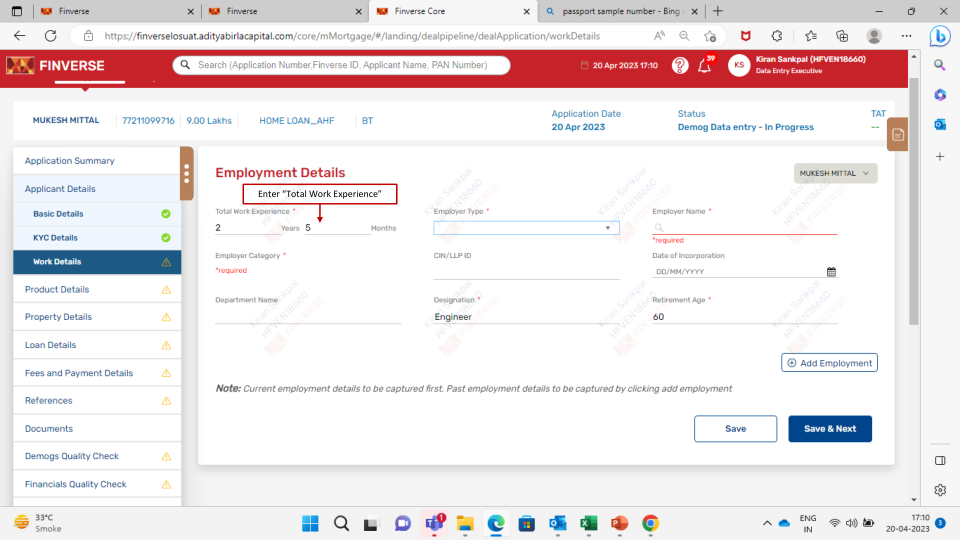 Finverse
Finverse
Finverse Core
passport sample number - Bing
https://finverselosuat.adityabirlacapital.com/core/mMortgage/#/landing/dealpipeline/dealApplication/workDetails
FINVERSE
Search (Application Number,Finverse ID, Applicant Name, PAN Number)
20 Apr 2023 17:10
39
KS
Kiran Sankpal (HFVEN18660)
Data Entry Executive
MUKESH MITTAL
77211099716
9.00 Lakhs
HOME LOAN_AHF
BT
Application Date
20 Apr 2023
Status
Demog Data entry - In Progress
TAT
--
Application Summary
Applicant Details
Basic Details
KYC Details
Work Details
Product Details
Property Details
Loan Details
Fees and Payment Details
References
Documents
Demogs Quality Check
Financials Quality Check
Employment Details
MUKESH MITTAL
Enter “Total Work Experience”
Total Work Experience *
2 Years 5 Months
Employer Type *
Employer Name *
*required
Employer Category *
*required
CIN/LLP ID
Date of Incorporation
DD/MM/YYYY
Department Name
Designation *
Engineer
Retirement Age *
60
Add Employment
Note: Current employment details to be captured first. Past employment details to be captured by clicking add employment
Save
Save & Next
Kiran Sankpal
HFVEN18660
FINVERSE
33°C
Smoke
1
ENG
IN
17:10
20-04-2023
3